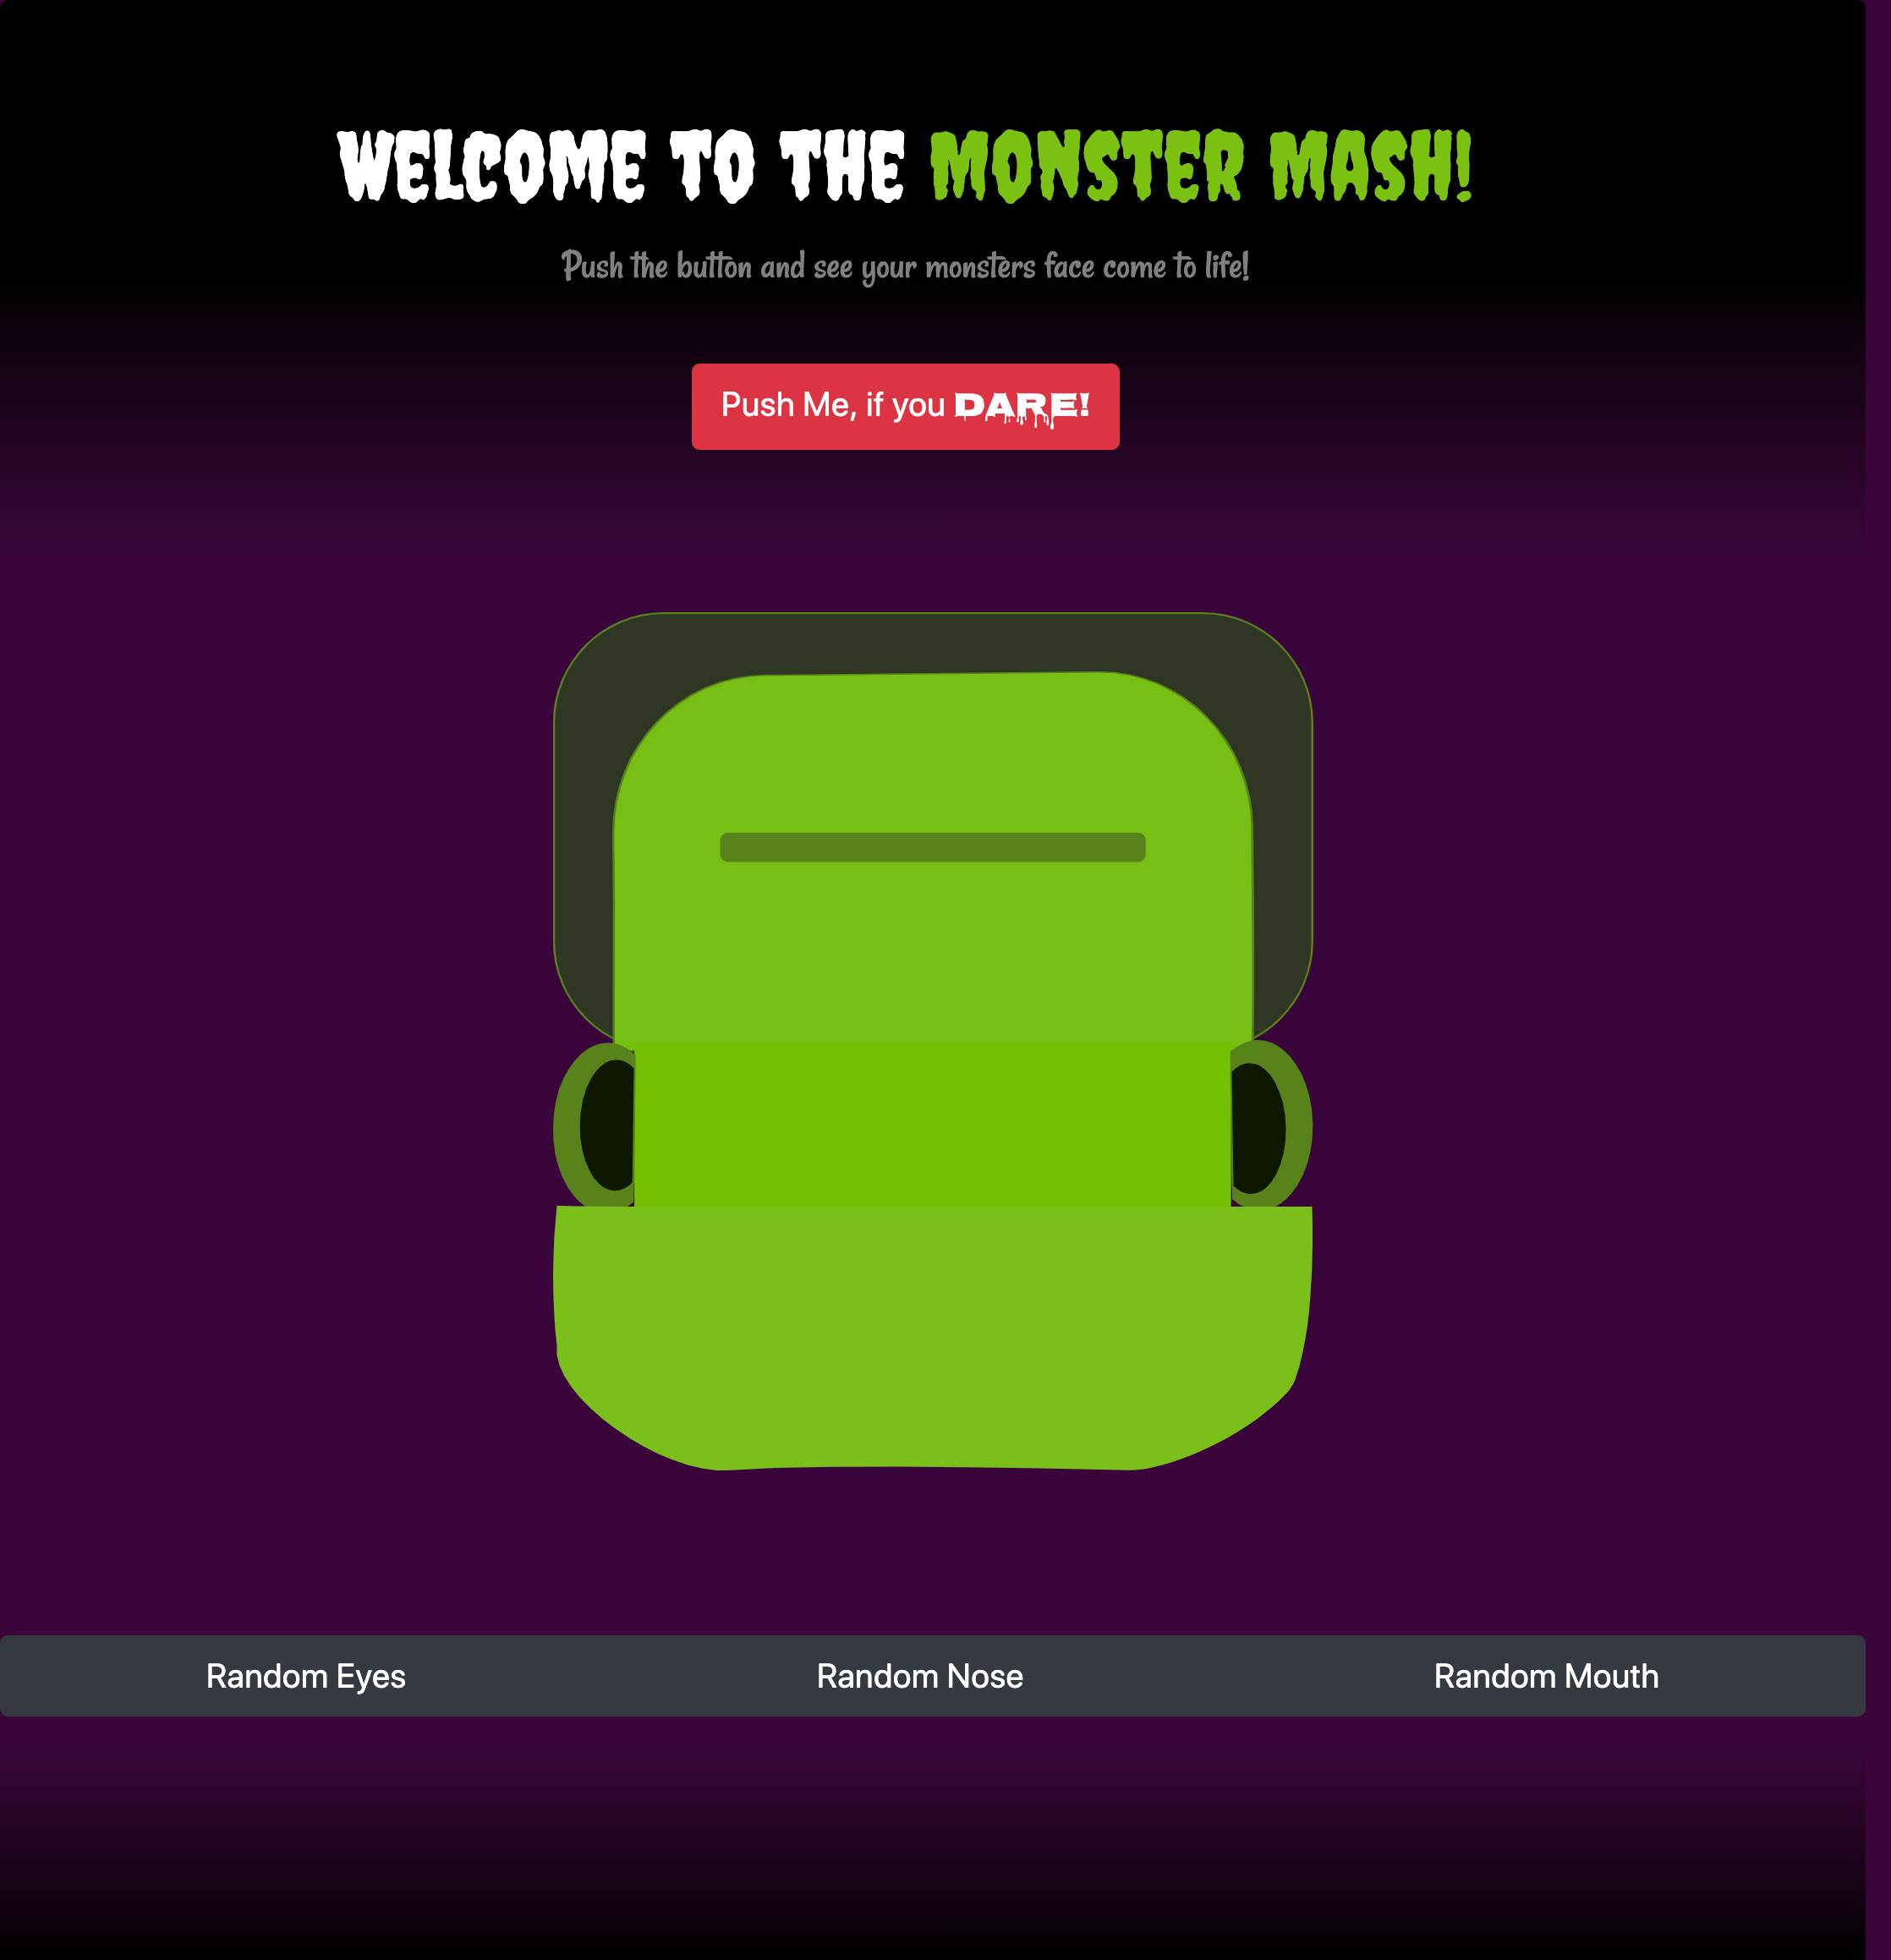 WELCOME TO THE MONSTER MASH!
Push the button and see your monsters face come to life!
Push Me, if you DARE!
Random Eyes
Random Nose
Random Mouth